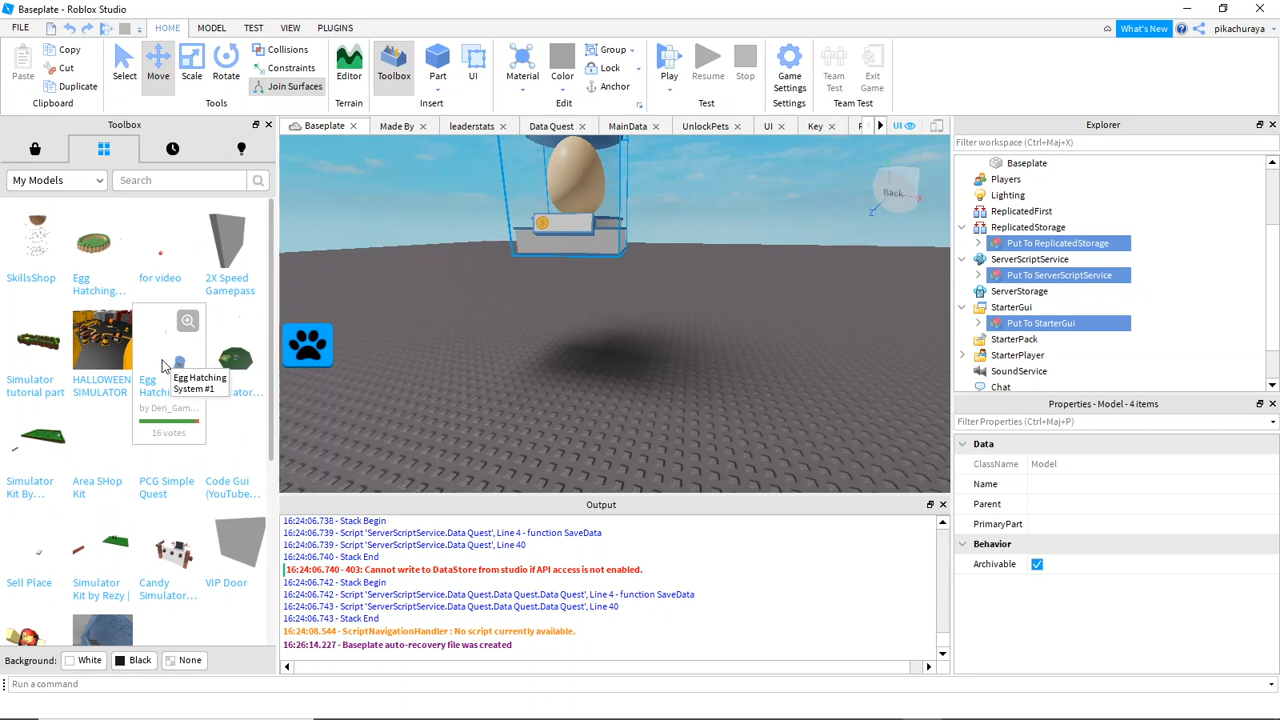 Baseplate - Roblox Studio
FILE HOME MODEL TEST VIEW PLUGINS
What's New pikachuraya
Paste Copy Cut Duplicate Clipboard
Select Move Scale Rotate Tools
Collisions Constraints Join Surfaces
Editor Terrain
Toolbox Part UI Insert
Material Color Group Lock Anchor Edit
Play Resume Stop Test
Game Settings Settings
Team Test Exit Game Team Test
Toolbox
My Models Search
SkillsShop
Egg Hatching...
for video
2X Speed Gamepass
Simulator tutorial part
HALLOWEEN SIMULATOR
Egg
by Deri_Gam...
16 votes
Egg Hatching System #1
Simulator Kit By...
Area SHop Kit
PCG Simple Quest
Code Gui (YouTube...
Sell Place
Simulator Kit by Rezy |
Candy Simulator...
VIP Door
Background: White Black None
Run a command
Baseplate Made By leaderstats Data Quest MainData UnlockPets UI Key UI
Back
Z X
Output
16:24:06.738 - Stack Begin
16:24:06.739 - Script 'ServerScriptService.Data Quest', Line 4 - function SaveData
16:24:06.739 - Script 'ServerScriptService.Data Quest', Line 40
16:24:06.740 - Stack End
16:24:06.740 - 403: Cannot write to DataStore from studio if API access is not enabled.
16:24:06.742 - Stack Begin
16:24:06.742 - Script 'ServerScriptService.Data Quest.Data Quest.Data Quest', Line 4 - function SaveData
16:24:06.743 - Script 'ServerScriptService.Data Quest.Data Quest.Data Quest', Line 40
16:24:06.743 - Stack End
16:24:08.544 - ScriptNavigationHandler : No script currently available.
16:26:14.227 - Baseplate auto-recovery file was created
Explorer
Filter workspace (Ctrl+Maj+X)
Baseplate
Players
Lighting
ReplicatedFirst
ReplicatedStorage
Put To ReplicatedStorage
ServerScriptService
Put To ServerScriptService
ServerStorage
StarterGui
Put To StarterGui
StarterPack
StarterPlayer
SoundService
Chat
Properties - Model - 4 items
Filter Properties (Ctrl+Maj+P)
Data
ClassName Model
Name
Parent
PrimaryPart
Behavior
Archivable